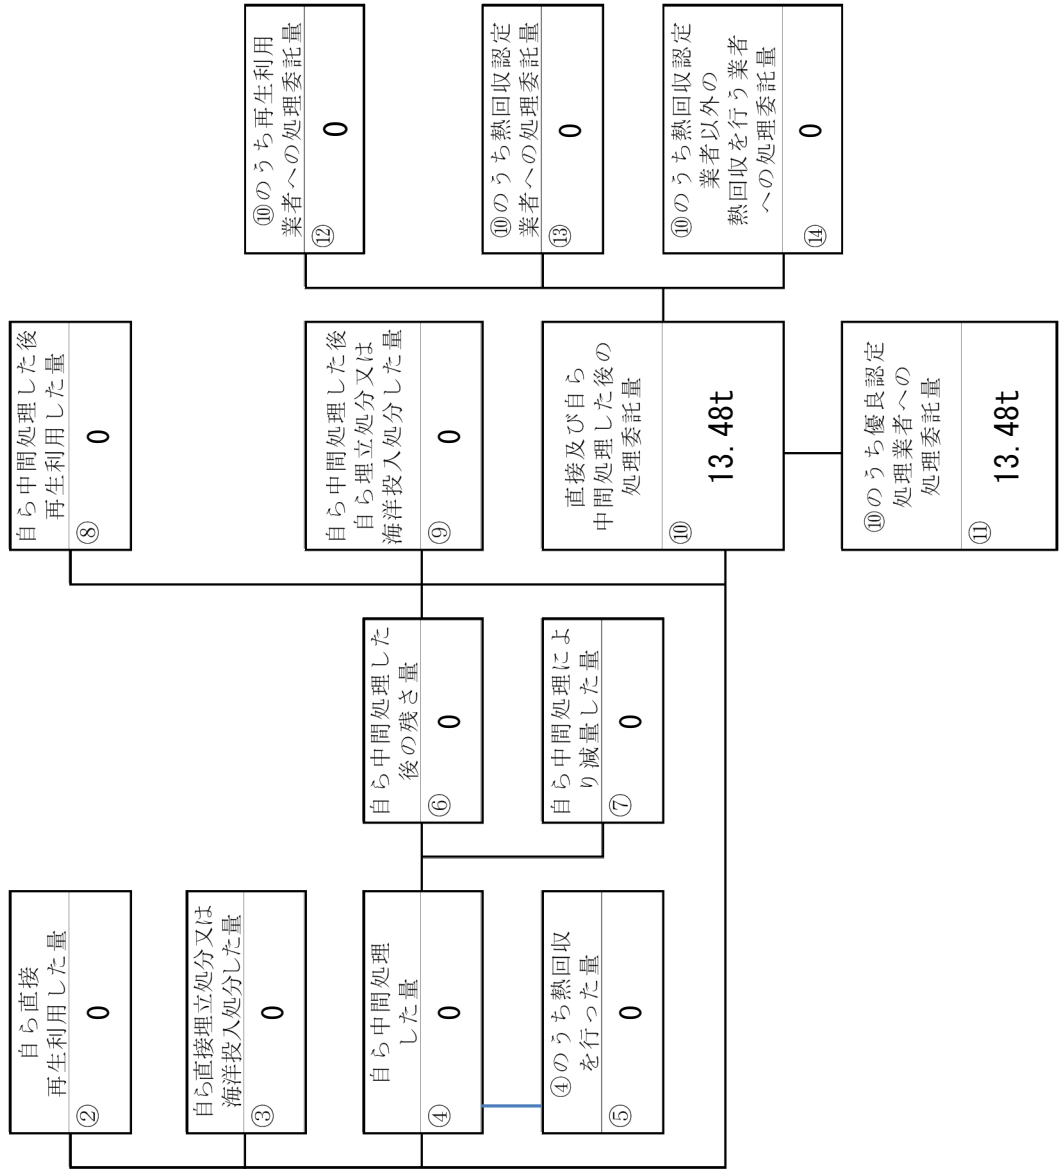 自ら直接
再生利用した量
②
0
自ら直接埋立処分又は
海洋投入処分した量
③
0
自ら中間処理
した量
④
0
④のうち熱回収
を行った量
⑤
0
自ら中間処理した
後の残さ量
⑥
0
自ら中間処理によ
り減量した量
⑦
0
自ら中間処理した後
再生利用した量
⑧
0
自ら中間処理した後
自ら埋立処分又は
海洋投入処分した量
⑨
0
直接及び自ら
中間処理した後の
処理委託量
⑩
13.48t
⑩のうち優良認定
処理業者への
処理委託量
⑪
13.48t
⑩のうち再生利用
業者への処理委託量
⑫
0
⑩のうち熱回収認定
業者への処理委託量
⑬
0
⑩のうち熱回収認定
業者以外の
熱回収を行う業者
への処理委託量
⑭
0